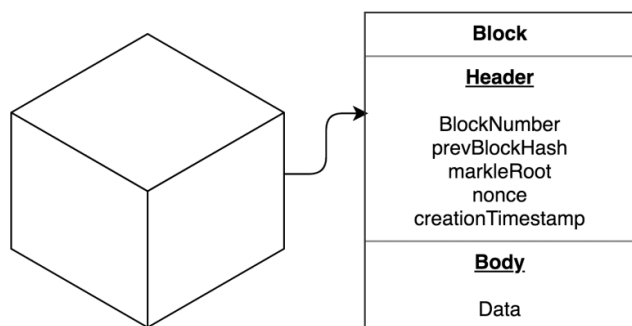 Block
Header
BlockNumber
prevBlockHash
markleRoot
nonce
creationTimestamp
Body
Data